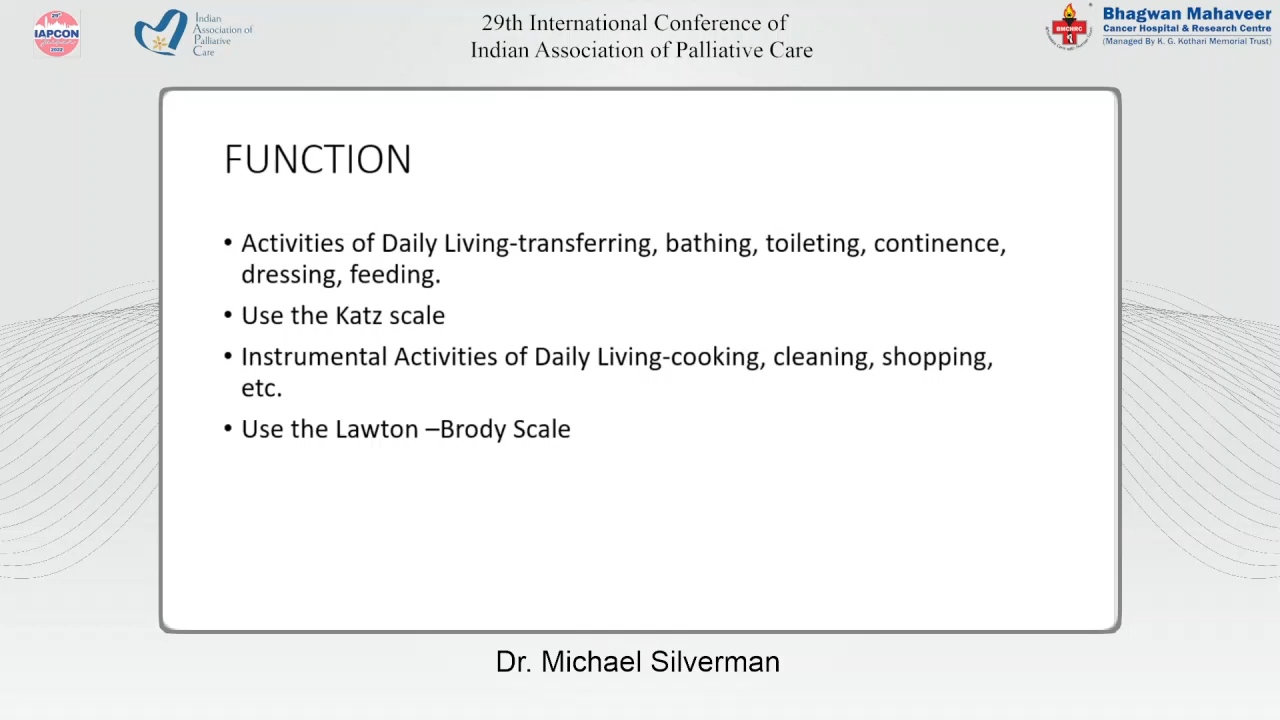 29th
IAPCON
2022
Indian
Association of
Palliative
Care
29th International Conference of
Indian Association of Palliative Care
BMCHRC
Bhagwan Mahaveer
Cancer Hospital & Research Centre
(Managed By K. G. Kothari Memorial Trust)
FUNCTION
• Activities of Daily Living-transferring, bathing, toileting, continence,
dressing, feeding.
• Use the Katz scale
• Instrumental Activities of Daily Living-cooking, cleaning, shopping,
etc.
• Use the Lawton –Brody Scale
Dr. Michael Silverman